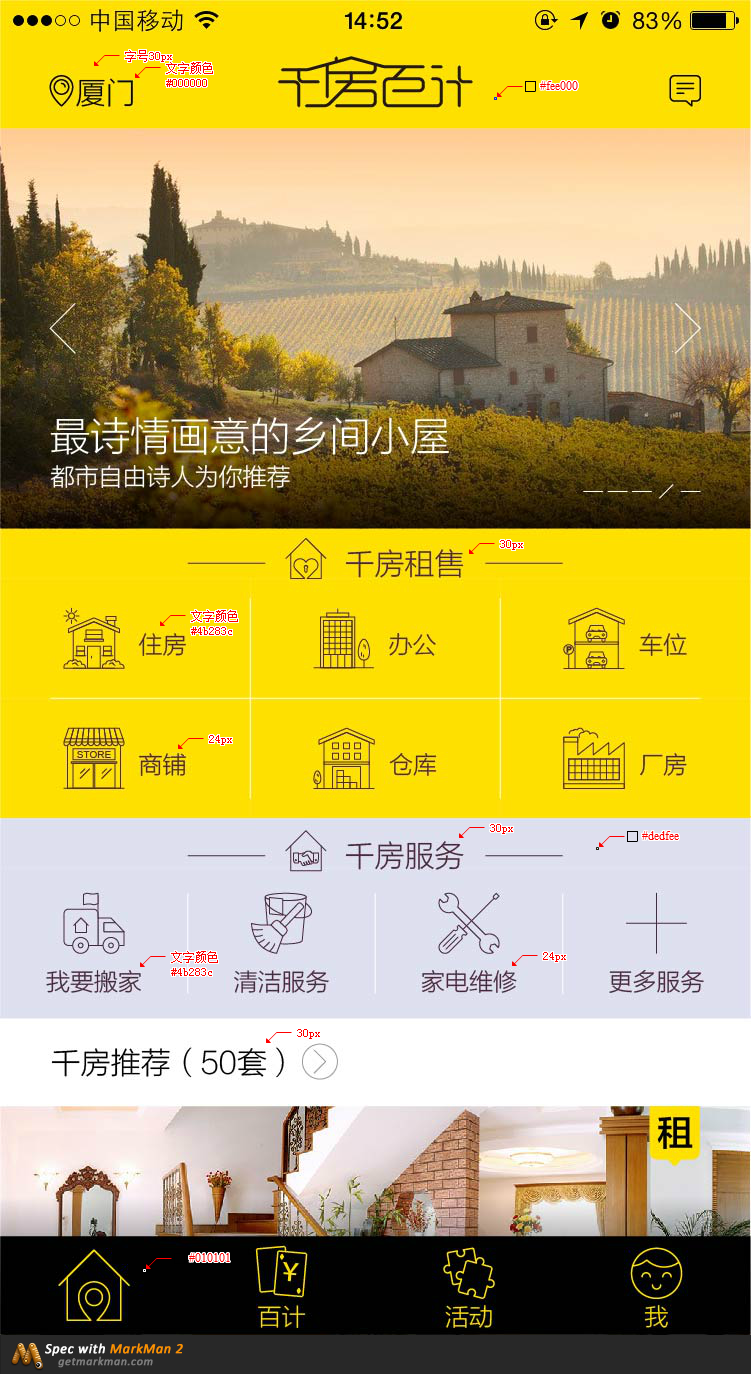 中国移动 14:52 83%
字号30px
文字颜色
#000000
厦门 千房百计 #fee000
最诗情画意的乡间小屋
都市自由诗人为你推荐
千房租售 30px
文字颜色
#4b283c
住房 办公 车位
STORE
24px
商铺 仓库 厂房
千房服务 30px #dedfee
文字颜色
#4b283c
24px
我要搬家 清洁服务 家电维修 更多服务
30px
千房推荐(50套)
租
#010101
¥
百计 活动 我
Spec with MarkMan 2
getmarkman.com